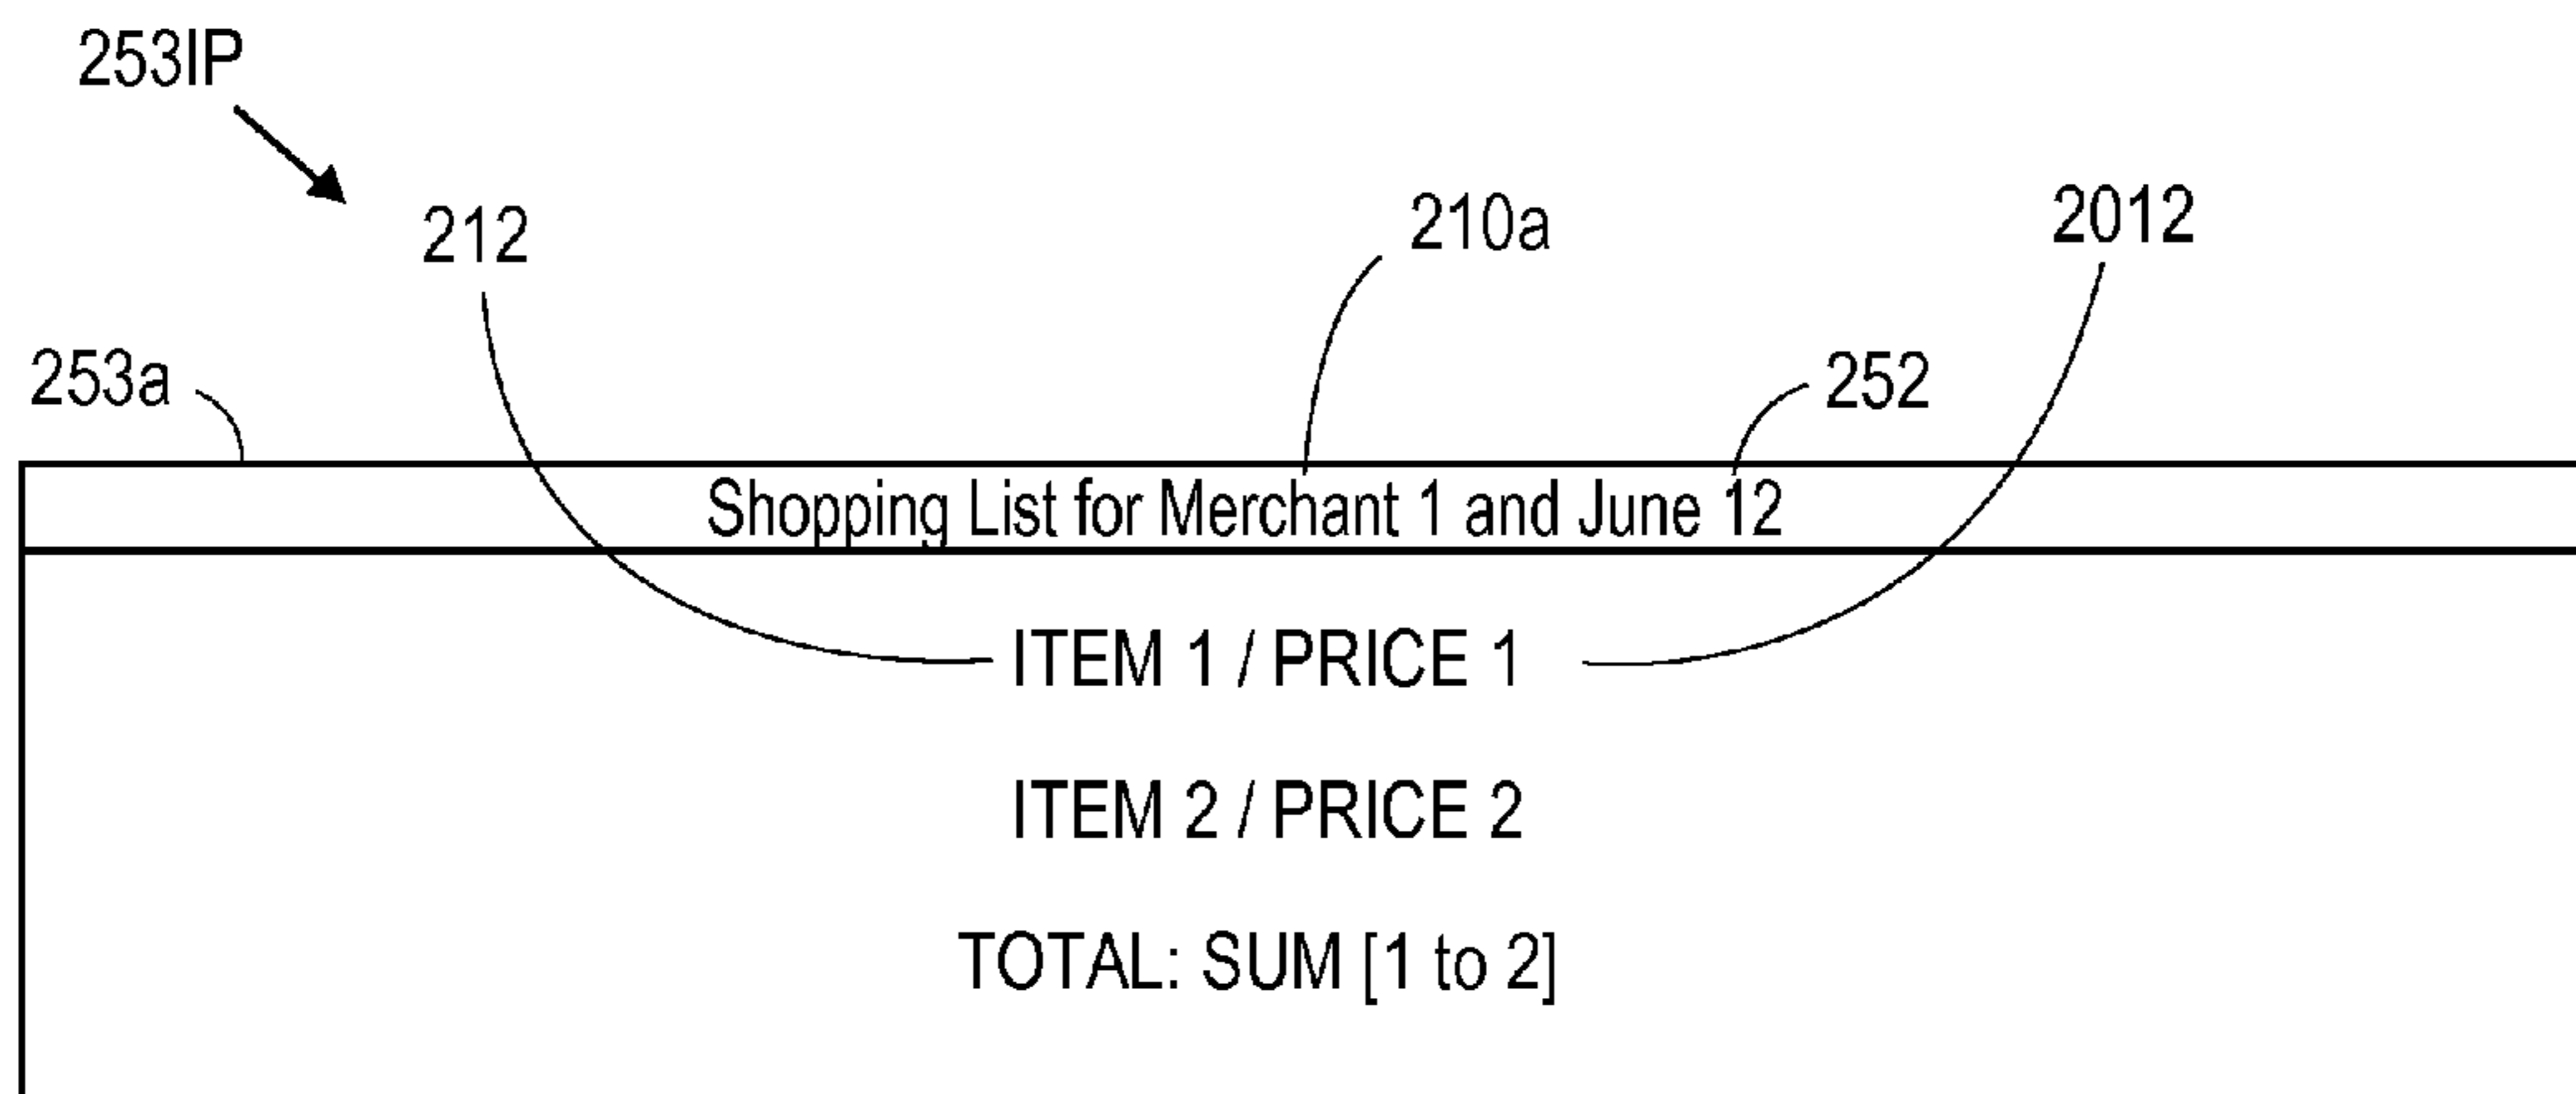 253IP
212
210a
2012
253a
252
Shopping List for Merchant 1 and June 12
ITEM 1 / PRICE 1
ITEM 2 / PRICE 2
TOTAL: SUM [1 to 2]